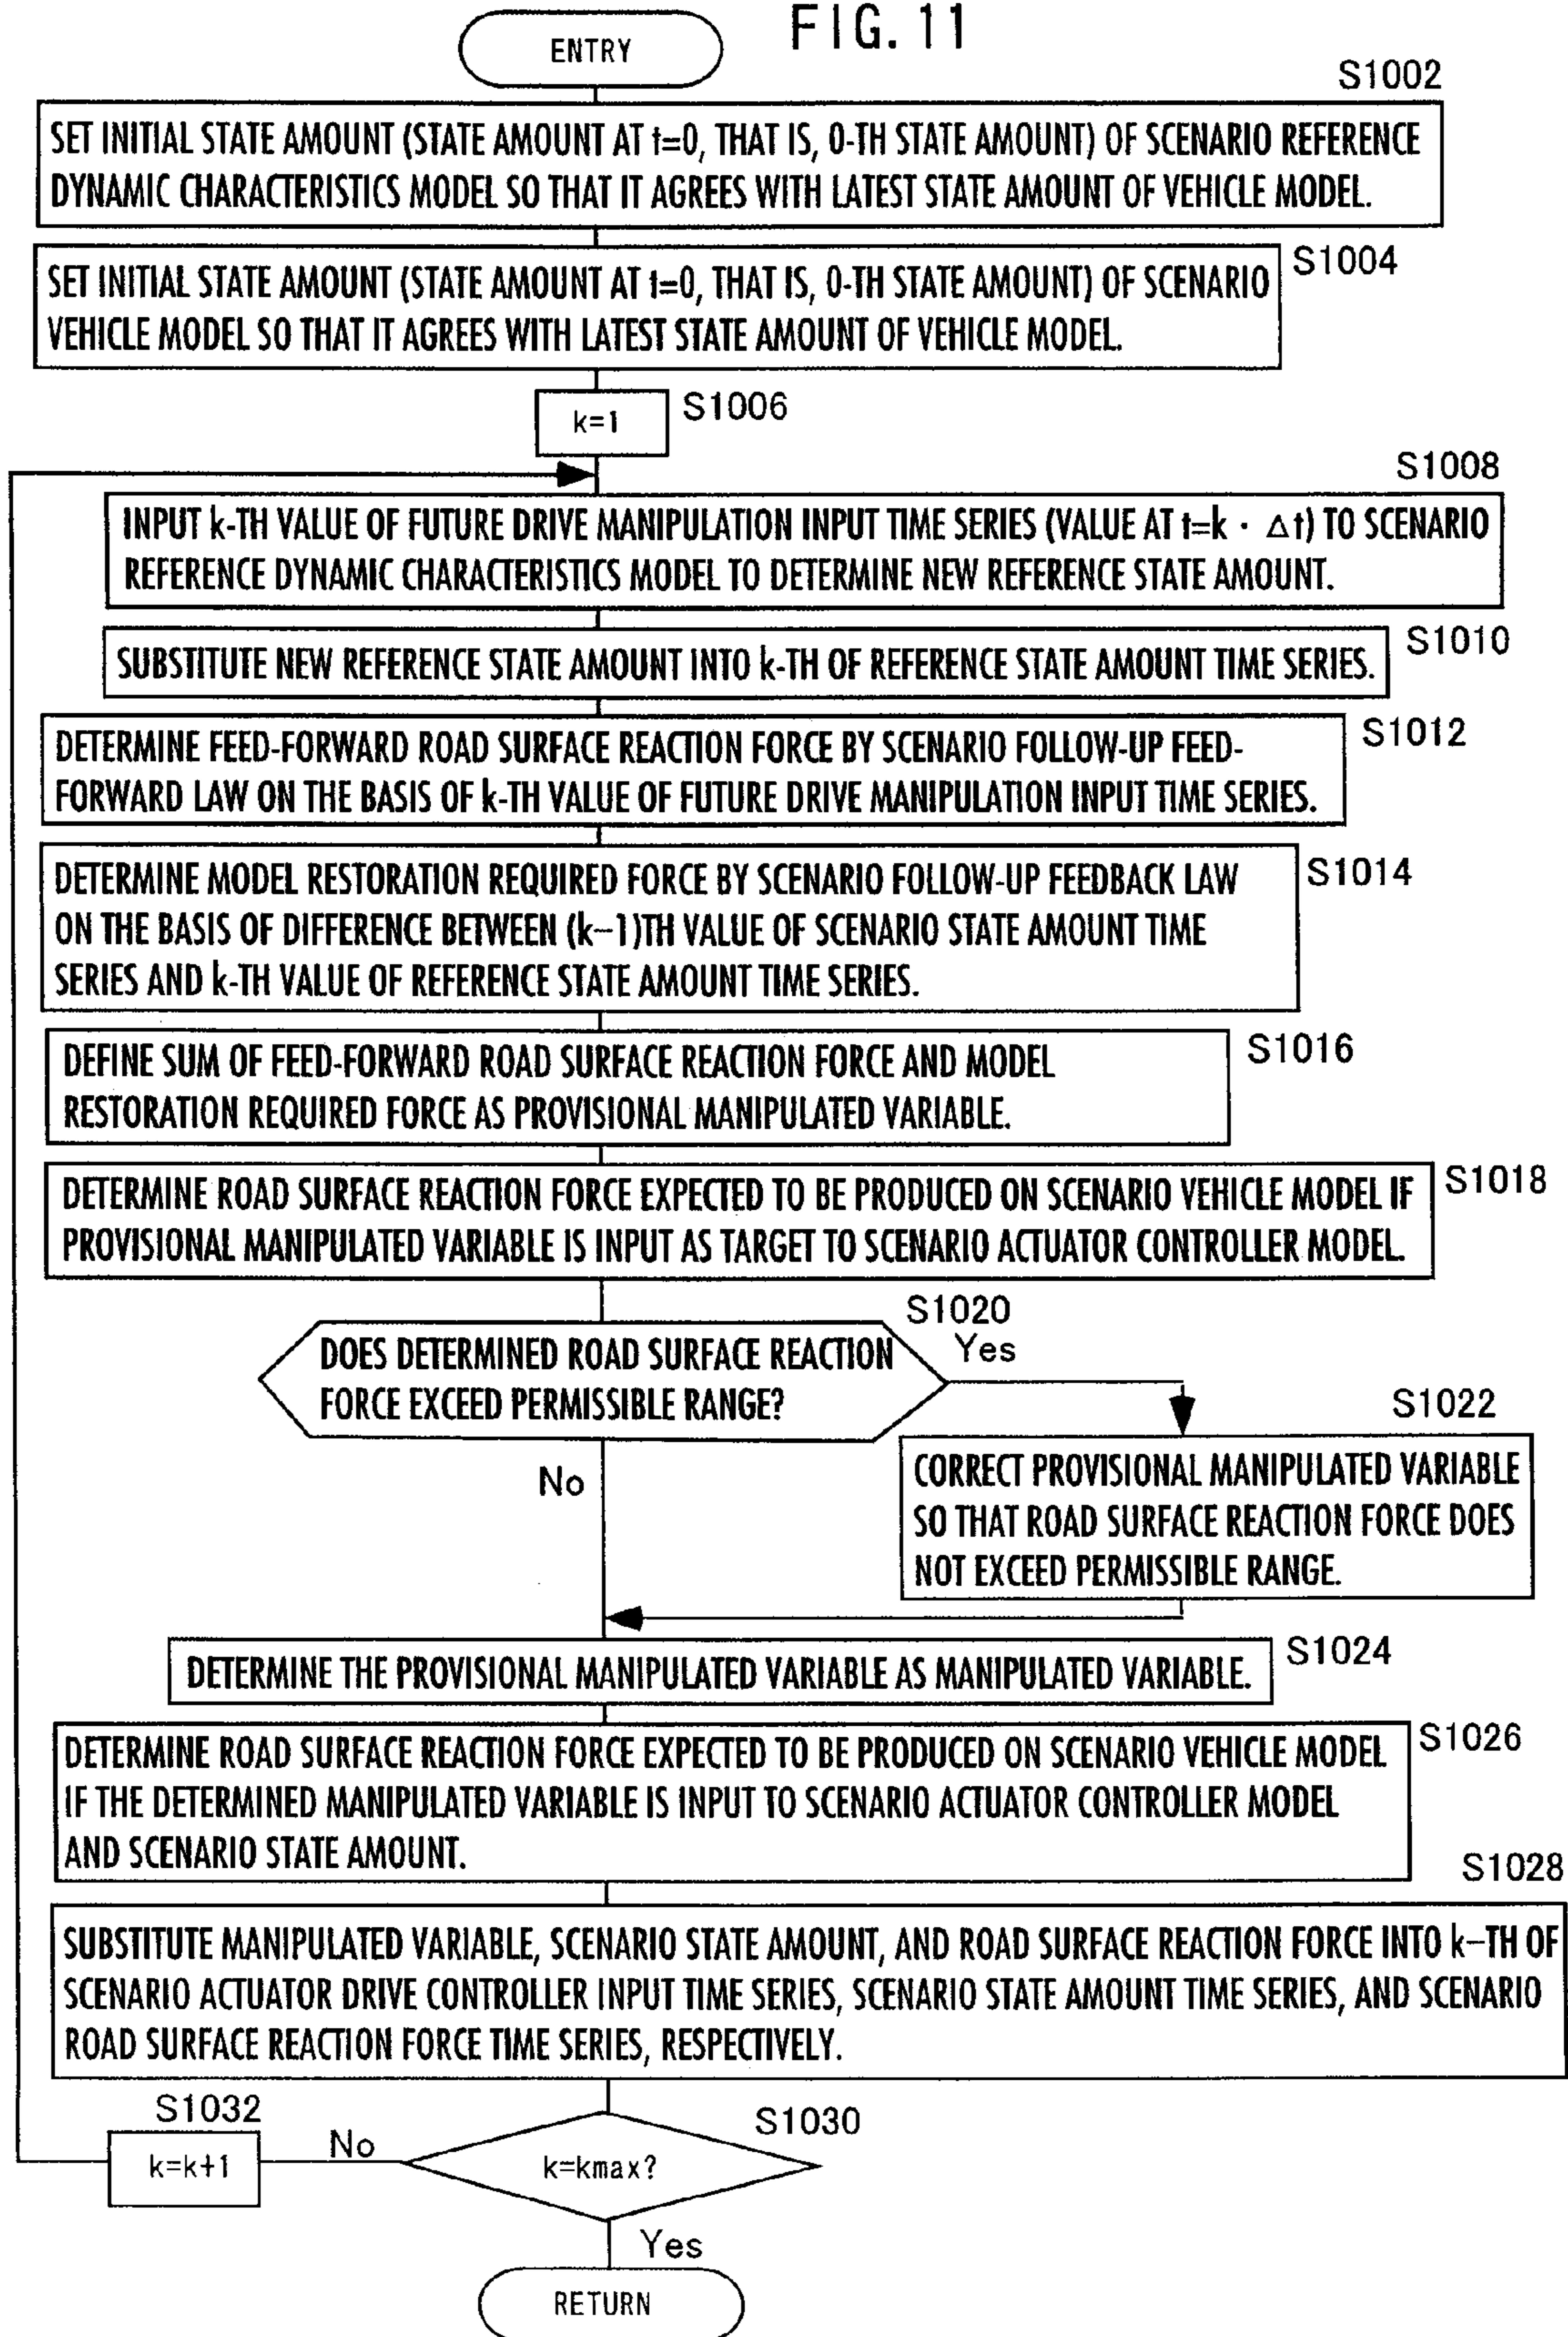 FIG. 11
ENTRY
S1002
SET INITIAL STATE AMOUNT (STATE AMOUNT AT t=0, THAT IS, 0-TH STATE AMOUNT) OF SCENARIO REFERENCE
DYNAMIC CHARACTERISTICS MODEL SO THAT IT AGREES WITH LATEST STATE AMOUNT OF VEHICLE MODEL.
S1004
SET INITIAL STATE AMOUNT (STATE AMOUNT AT t=0, THAT IS, 0-TH STATE AMOUNT) OF SCENARIO
VEHICLE MODEL SO THAT IT AGREES WITH LATEST STATE AMOUNT OF VEHICLE MODEL.
k=1
S1006
S1008
INPUT k-TH VALUE OF FUTURE DRIVE MANIPULATION INPUT TIME SERIES (VALUE AT t=k · Δt) TO SCENARIO
REFERENCE DYNAMIC CHARACTERISTICS MODEL TO DETERMINE NEW REFERENCE STATE AMOUNT.
S1010
SUBSTITUTE NEW REFERENCE STATE AMOUNT INTO k-TH OF REFERENCE STATE AMOUNT TIME SERIES.
S1012
DETERMINE FEED-FORWARD ROAD SURFACE REACTION FORCE BY SCENARIO FOLLOW-UP FEED-
FORWARD LAW ON THE BASIS OF k-TH VALUE OF FUTURE DRIVE MANIPULATION INPUT TIME SERIES.
S1014
DETERMINE MODEL RESTORATION REQUIRED FORCE BY SCENARIO FOLLOW-UP FEEDBACK LAW
ON THE BASIS OF DIFFERENCE BETWEEN (k-1)TH VALUE OF SCENARIO STATE AMOUNT TIME
SERIES AND k-TH VALUE OF REFERENCE STATE AMOUNT TIME SERIES.
S1016
DEFINE SUM OF FEED-FORWARD ROAD SURFACE REACTION FORCE AND MODEL
RESTORATION REQUIRED FORCE AS PROVISIONAL MANIPULATED VARIABLE.
S1018
DETERMINE ROAD SURFACE REACTION FORCE EXPECTED TO BE PRODUCED ON SCENARIO VEHICLE MODEL IF
PROVISIONAL MANIPULATED VARIABLE IS INPUT AS TARGET TO SCENARIO ACTUATOR CONTROLLER MODEL.
S1020
DOES DETERMINED ROAD SURFACE REACTION
FORCE EXCEED PERMISSIBLE RANGE?
Yes
No
S1022
CORRECT PROVISIONAL MANIPULATED VARIABLE
SO THAT ROAD SURFACE REACTION FORCE DOES
NOT EXCEED PERMISSIBLE RANGE.
S1024
DETERMINE THE PROVISIONAL MANIPULATED VARIABLE AS MANIPULATED VARIABLE.
S1026
DETERMINE ROAD SURFACE REACTION FORCE EXPECTED TO BE PRODUCED ON SCENARIO VEHICLE MODEL
IF THE DETERMINED MANIPULATED VARIABLE IS INPUT TO SCENARIO ACTUATOR CONTROLLER MODEL
AND SCENARIO STATE AMOUNT.
S1028
SUBSTITUTE MANIPULATED VARIABLE, SCENARIO STATE AMOUNT, AND ROAD SURFACE REACTION FORCE INTO k-TH OF
SCENARIO ACTUATOR DRIVE CONTROLLER INPUT TIME SERIES, SCENARIO STATE AMOUNT TIME SERIES, AND SCENARIO
ROAD SURFACE REACTION FORCE TIME SERIES, RESPECTIVELY.
S1030
k=kmax?
No
S1032
k=k+1
Yes
RETURN